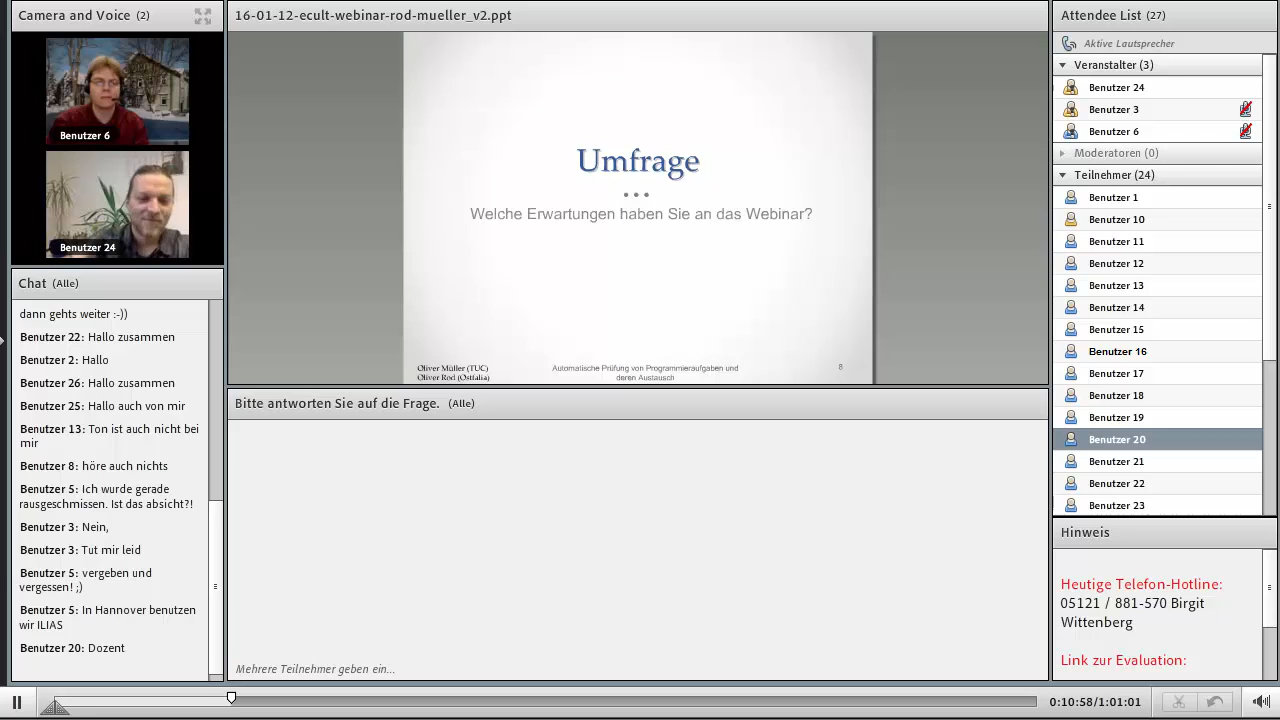 Camera and Voice (2)
Benutzer 6
Benutzer 24
Chat (Alle)
dann gehts weiter :-))
Benutzer 22: Hallo zusammen
Benutzer 2: Hallo
Benutzer 26: Hallo zusammen
Benutzer 25: Hallo auch von mir
Benutzer 13: Ton ist auch nicht bei
mir
Benutzer 8: höre auch nichts
Benutzer 5: Ich wurde gerade
rausgeschmissen. Ist das absicht?!
Benutzer 3: Nein,
Benutzer 3: Tut mir leid
Benutzer 5: vergeben und
vergessen! ;)
Benutzer 5: In Hannover benutzen
wir ILIAS
Benutzer 20: Dozent
16-01-12-ecult-webinar-rod-mueller_v2.ppt
Umfrage
Welche Erwartungen haben Sie an das Webinar?
Oliver Müller (TUC)
Oliver Rod (Ostfalia)
Automatische Prüfung von Programmieraufgaben und
deren Austausch
8
Bitte antworten Sie auf die Frage. (Alle)
Mehrere Teilnehmer geben ein...
Attendee List (27)
Aktive Lautsprecher
Veranstalter (3)
Benutzer 24
Benutzer 3
Benutzer 6
Moderatoren (0)
Teilnehmer (24)
Benutzer 1
Benutzer 10
Benutzer 11
Benutzer 12
Benutzer 13
Benutzer 14
Benutzer 15
Benutzer 16
Benutzer 17
Benutzer 18
Benutzer 19
Benutzer 20
Benutzer 21
Benutzer 22
Benutzer 23
Hinweis
Heutige Telefon-Hotline:
05121 / 881-570 Birgit
Wittenberg
Link zur Evaluation:
0:10:58/1:01:01